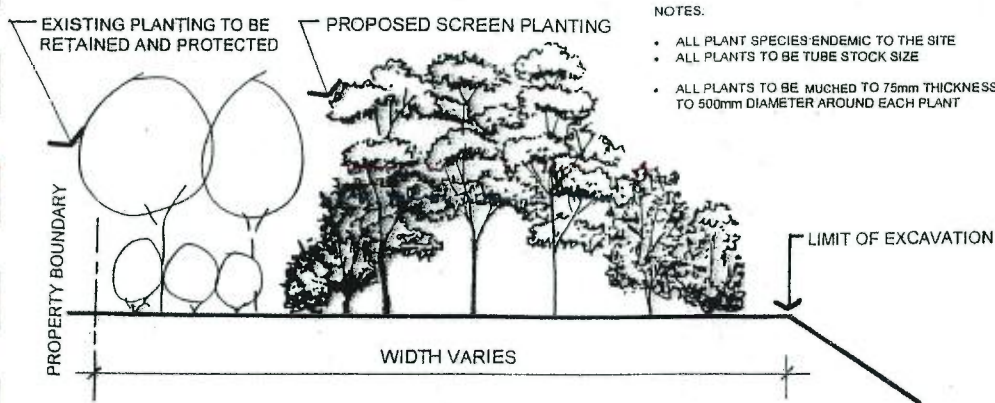 EXISTING PLANTING TO BE
RETAINED AND PROTECTED
PROPOSED SCREEN PLANTING
NOTES:
• ALL PLANT SPECIES ENDEMIC TO THE SITE
• ALL PLANTS TO BE TUBE STOCK SIZE
• ALL PLANTS TO BE MUCHED TO 75mm THICKNESS
TO 500mm DIAMETER AROUND EACH PLANT
PROPERTY BOUNDARY
LIMIT OF EXCAVATION
WIDTH VARIES